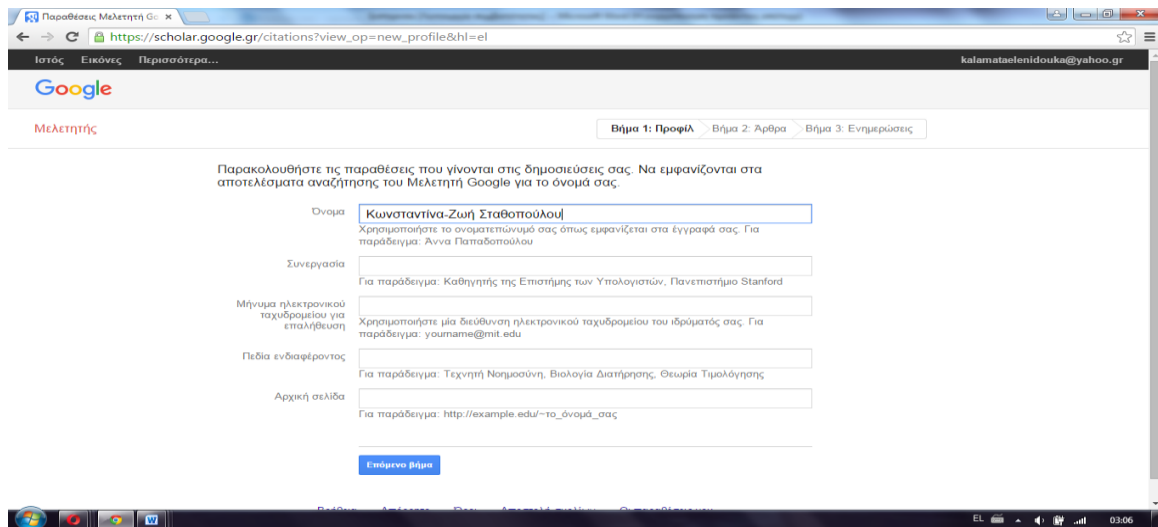 Παραθέσεις Μελετητή Go
https://scholar.google.gr/citations?view_op=new_profile&hl=el
Ιστός Εικόνες Περισσότερα...
kalamataelenidouka@yahoo.gr
Google
Μελετητής
Βήμα 1: Προφίλ Βήμα 2: Άρθρα Βήμα 3: Ενημερώσεις
Παρακολουθήστε τις παραθέσεις που γίνονται στις δημοσιεύσεις σας. Να εμφανίζονται στα
αποτελέσματα αναζήτησης του Μελετητή Google για το όνομά σας.
Όνομα
Κωνσταντίνα-Ζωή Σταθοπούλου
Χρησιμοποιήστε το ονοματεπώνυμό σας όπως εμφανίζεται στα έγγραφά σας. Για
παράδειγμα: Άννα Παπαδοπούλου
Συνεργασία
Για παράδειγμα: Καθηγητής της Επιστήμης των Υπολογιστών, Πανεπιστήμιο Stanford
Μήνυμα ηλεκτρονικού
ταχυδρομείου για
επαλήθευση
Χρησιμοποιήστε μία διεύθυνση ηλεκτρονικού ταχυδρομείου του ιδρύματός σας. Για
παράδειγμα: yourname@mit.edu
Πεδία ενδιαφέροντος
Για παράδειγμα: Τεχνητή Νοημοσύνη, Βιολογία Διατήρησης, Θεωρία Τιμολόγησης
Αρχική σελίδα
Για παράδειγμα: http://example.edu/~το_όνομά_σας
Επόμενο βήμα
EL 03:06